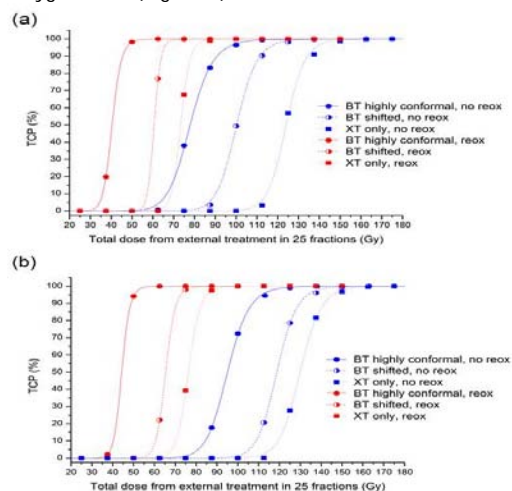 (a)
100
90
80
70
60
50
40
30
20
10
0
TCP (%)
BT highly conformal, no reox
BT shifted, no reox
XT only, no reox
BT highly conformal, reox
BT shifted, reox
XT only, reox
20 30 40 50 60 70 80 90 100 110 120 130 140 150 160 170 180
Total dose from external treatment in 25 fractions (Gy)
(b)
100
90
80
70
60
50
40
30
20
10
0
TCP (%)
BT highly conformal, no reox
BT shifted, no reox
XT only, no reox
BT highly conformal, reox
BT shifted, reox
XT only, reox
20 30 40 50 60 70 80 90 100 110 120 130 140 150 160 170 180
Total dose from external treatment in 25 fractions (Gy)